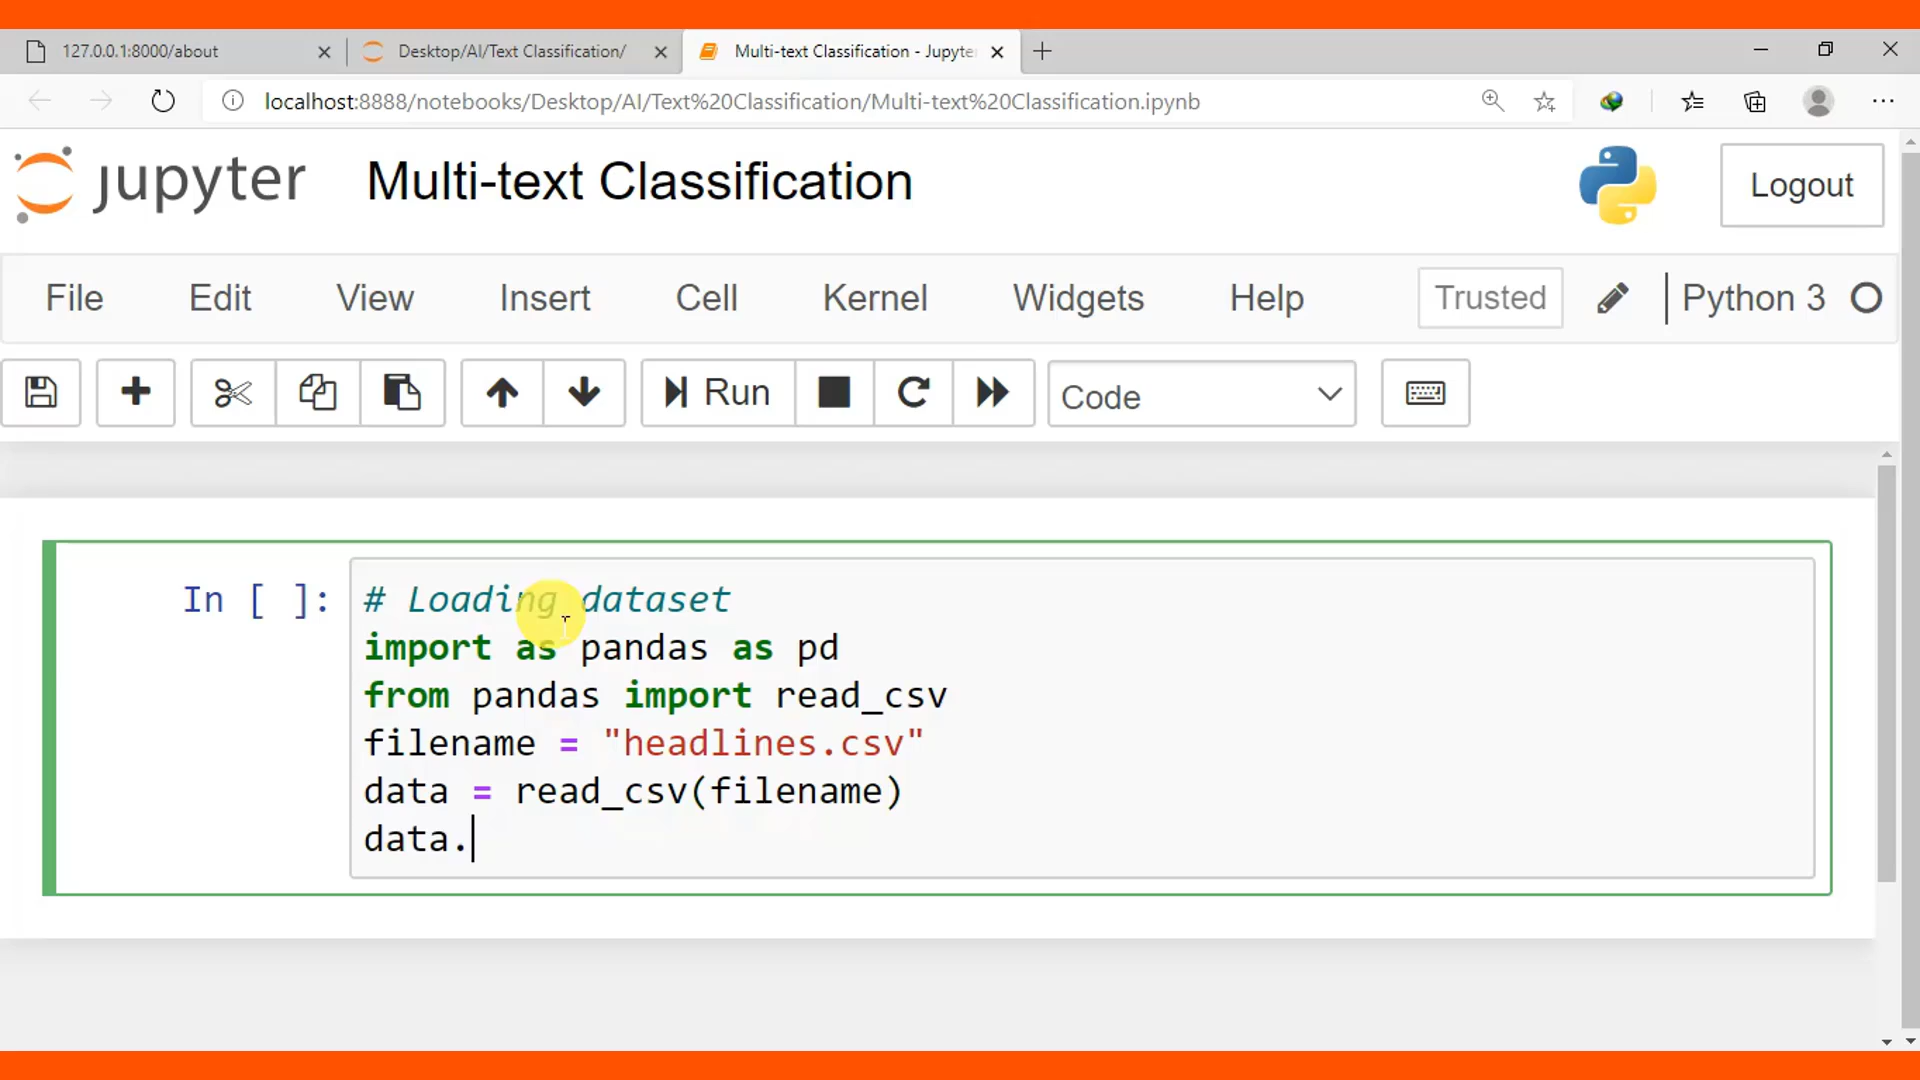 127.0.0.1:8000/about
Desktop/AI/Text Classification/
Multi-text Classification - Jupyte
localhost:8888/notebooks/Desktop/AI/Text%20Classification/Multi-text%20Classification.ipynb
jupyter Multi-text Classification
Logout
File Edit View Insert Cell Kernel Widgets Help Trusted Python 3
Run Code
In [ ]: # Loading dataset
import as pandas as pd
from pandas import read_csv
filename = "headlines.csv"
data = read_csv(filename)
data.